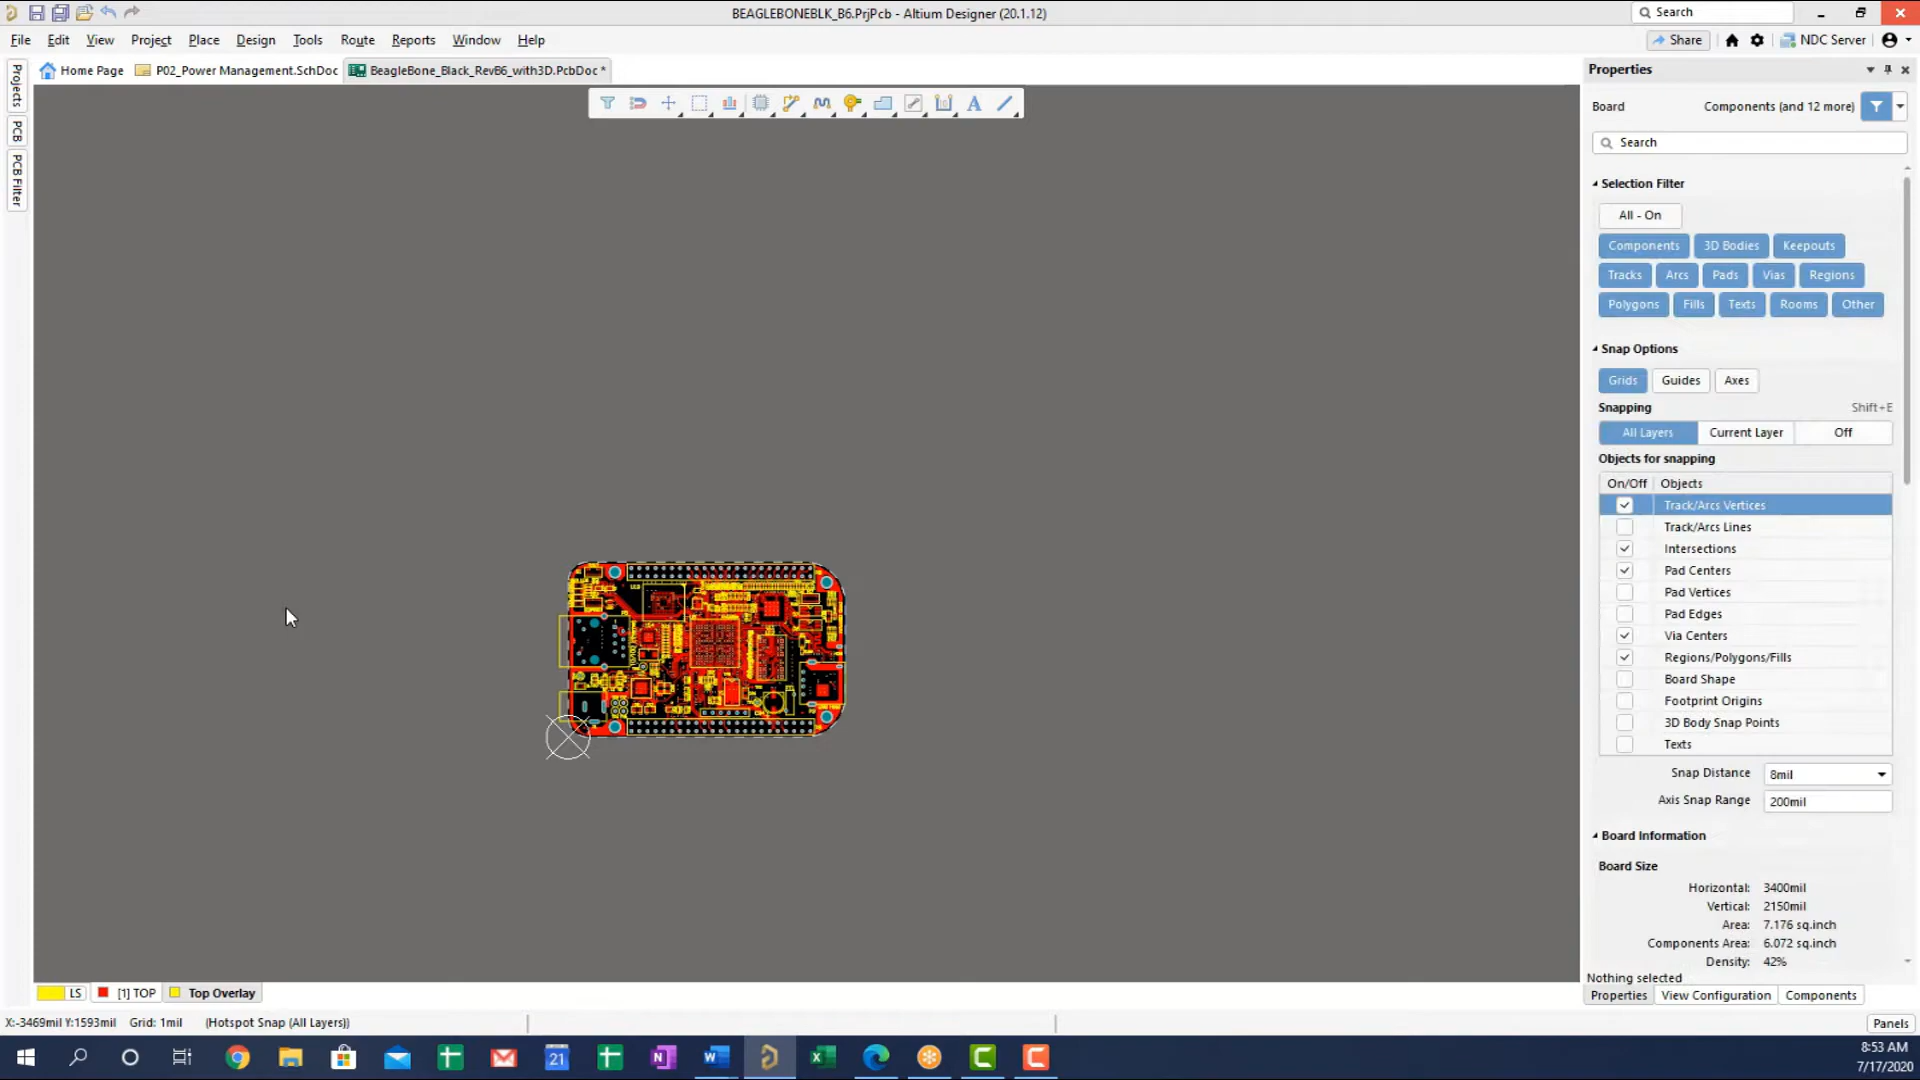 BEAGLEBONEBLK_B6.PrjPcb - Altium Designer (20.1.12)
Search
File Edit View Project Place Design Tools Route Reports Window Help
Share
NDC Server
Home Page
P02_Power Management.SchDoc
BeagleBone_Black_RevB6_with3D.PcbDoc *
Projects
PCB
PCB Filter
Properties
Board
Components (and 12 more)
Search
Selection Filter
All - On
Components 3D Bodies Keepouts
Tracks Arcs Pads Vias Regions
Polygons Fills Texts Rooms Other
Snap Options
Grids Guides Axes
Snapping Shift+E
All Layers Current Layer Off
Objects for snapping
On/Off Objects
Track/Arcs Vertices
Track/Arcs Lines
Intersections
Pad Centers
Pad Vertices
Pad Edges
Via Centers
Regions/Polygons/Fills
Board Shape
Footprint Origins
3D Body Snap Points
Texts
Snap Distance 8mil
Axis Snap Range 200mil
Board Information
Board Size
Horizontal: 3400mil
Vertical: 2150mil
Area: 7.176 sq.inch
Components Area: 6.072 sq.inch
Density: 42%
Nothing selected
Properties View Configuration Components
LS [1] TOP Top Overlay
X:-3469mil Y:1593mil Grid: 1mil (Hotspot Snap (All Layers))
Panels
21
8:53 AM
7/17/2020